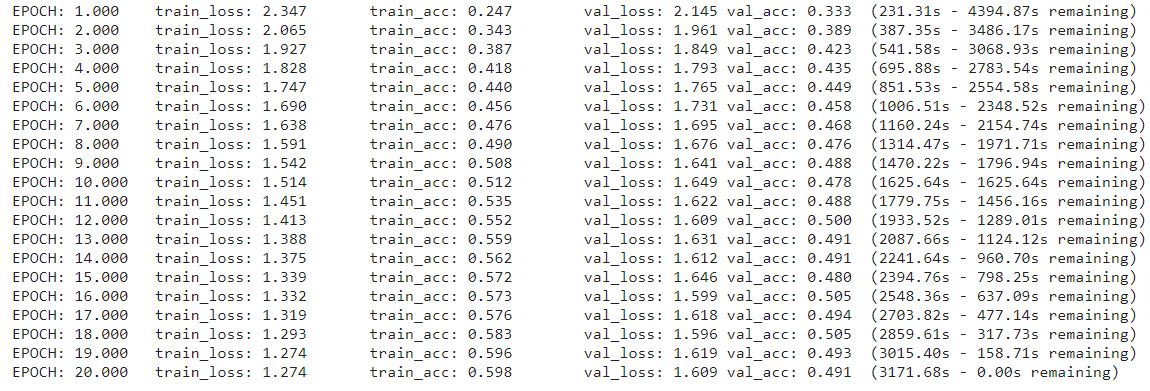 EPOCH: 1.000 train_loss: 2.347 train_acc: 0.247 val_loss: 2.145 val_acc: 0.333 (231.31s - 4394.87s remaining)
EPOCH: 2.000 train_loss: 2.065 train_acc: 0.343 val_loss: 1.961 val_acc: 0.389 (387.35s - 3486.17s remaining)
EPOCH: 3.000 train_loss: 1.927 train_acc: 0.387 val_loss: 1.849 val_acc: 0.423 (541.58s - 3068.93s remaining)
EPOCH: 4.000 train_loss: 1.828 train_acc: 0.418 val_loss: 1.793 val_acc: 0.435 (695.88s - 2783.54s remaining)
EPOCH: 5.000 train_loss: 1.747 train_acc: 0.440 val_loss: 1.765 val_acc: 0.449 (851.53s - 2554.58s remaining)
EPOCH: 6.000 train_loss: 1.690 train_acc: 0.456 val_loss: 1.731 val_acc: 0.458 (1006.51s - 2348.52s remaining)
EPOCH: 7.000 train_loss: 1.638 train_acc: 0.476 val_loss: 1.695 val_acc: 0.468 (1160.24s - 2154.74s remaining)
EPOCH: 8.000 train_loss: 1.591 train_acc: 0.490 val_loss: 1.676 val_acc: 0.476 (1314.47s - 1971.71s remaining)
EPOCH: 9.000 train_loss: 1.542 train_acc: 0.508 val_loss: 1.641 val_acc: 0.488 (1470.22s - 1796.94s remaining)
EPOCH: 10.000 train_loss: 1.514 train_acc: 0.512 val_loss: 1.649 val_acc: 0.478 (1625.64s - 1625.64s remaining)
EPOCH: 11.000 train_loss: 1.451 train_acc: 0.535 val_loss: 1.622 val_acc: 0.488 (1779.75s - 1456.16s remaining)
EPOCH: 12.000 train_loss: 1.413 train_acc: 0.552 val_loss: 1.609 val_acc: 0.500 (1933.52s - 1289.01s remaining)
EPOCH: 13.000 train_loss: 1.388 train_acc: 0.559 val_loss: 1.631 val_acc: 0.491 (2087.66s - 1124.12s remaining)
EPOCH: 14.000 train_loss: 1.375 train_acc: 0.562 val_loss: 1.612 val_acc: 0.491 (2241.64s - 960.70s remaining)
EPOCH: 15.000 train_loss: 1.339 train_acc: 0.572 val_loss: 1.646 val_acc: 0.480 (2394.76s - 798.25s remaining)
EPOCH: 16.000 train_loss: 1.332 train_acc: 0.573 val_loss: 1.599 val_acc: 0.505 (2548.36s - 637.09s remaining)
EPOCH: 17.000 train_loss: 1.319 train_acc: 0.576 val_loss: 1.618 val_acc: 0.494 (2703.82s - 477.14s remaining)
EPOCH: 18.000 train_loss: 1.293 train_acc: 0.583 val_loss: 1.596 val_acc: 0.505 (2859.61s - 317.73s remaining)
EPOCH: 19.000 train_loss: 1.274 train_acc: 0.596 val_loss: 1.619 val_acc: 0.493 (3015.40s - 158.71s remaining)
EPOCH: 20.000 train_loss: 1.274 train_acc: 0.598 val_loss: 1.609 val_acc: 0.491 (3171.68s - 0.00s remaining)